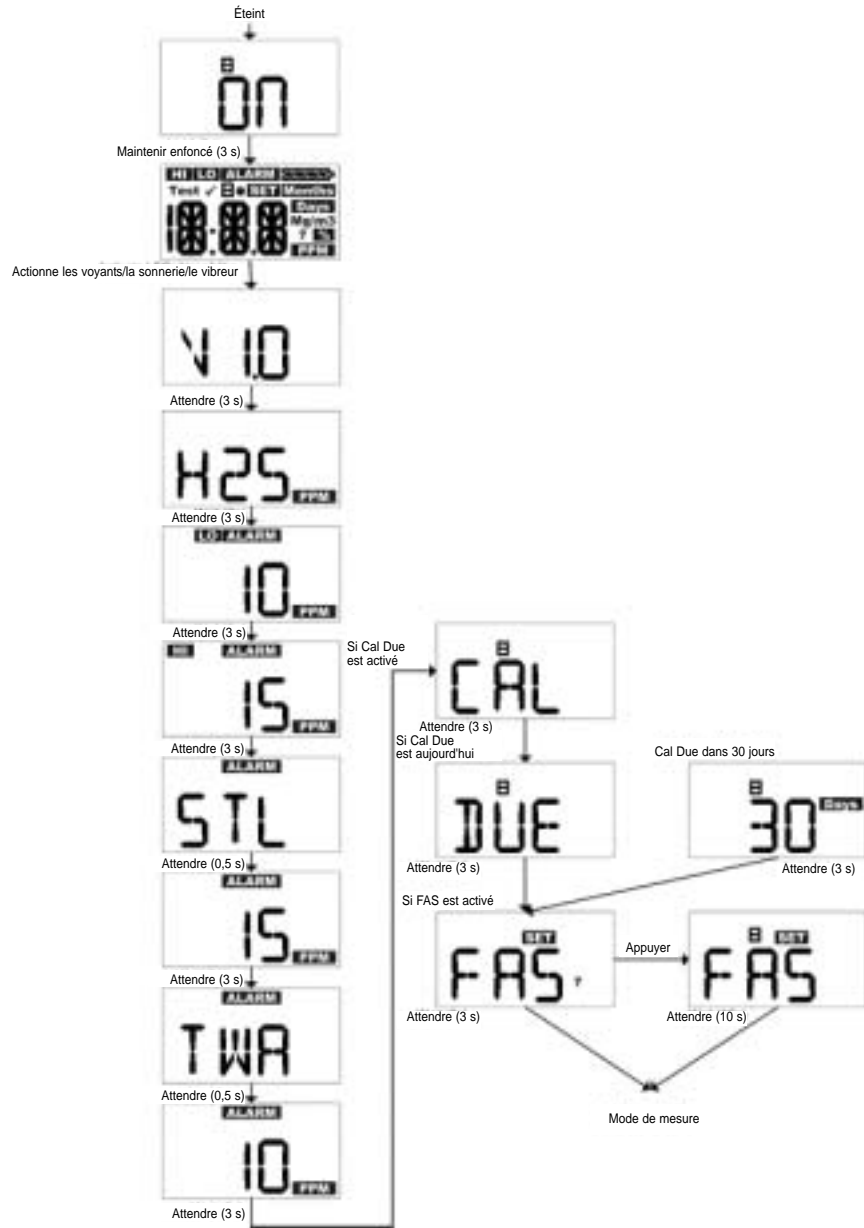 Éteint
ON
Maintenir enfoncé (3 s)
HI LO ALARM
Test ✓ SET Months
Days
Mg/m3
18:8.8 ? %
PPM
Actionne les voyants/la sonnerie/le vibreur
V 1.0
Attendre (3 s)
H2S PPM
Attendre (3 s)
LO ALARM
10 PPM
Attendre (3 s)
HI ALARM
15 PPM
Attendre (3 s)
ALARM
STL
Attendre (0,5 s)
ALARM
15 PPM
Attendre (3 s)
ALARM
TWA
Attendre (0,5 s)
ALARM
10 PPM
Attendre (3 s)
Si Cal Due
est activé
CAL
Attendre (3 s)
Si Cal Due
est aujourd'hui
DUE
Attendre (3 s)
Cal Due dans 30 jours
30 Days
Attendre (3 s)
Si FAS est activé
SET
FAS ?
Attendre (3 s)
Appuyer
SET
FAS
Attendre (10 s)
Mode de mesure